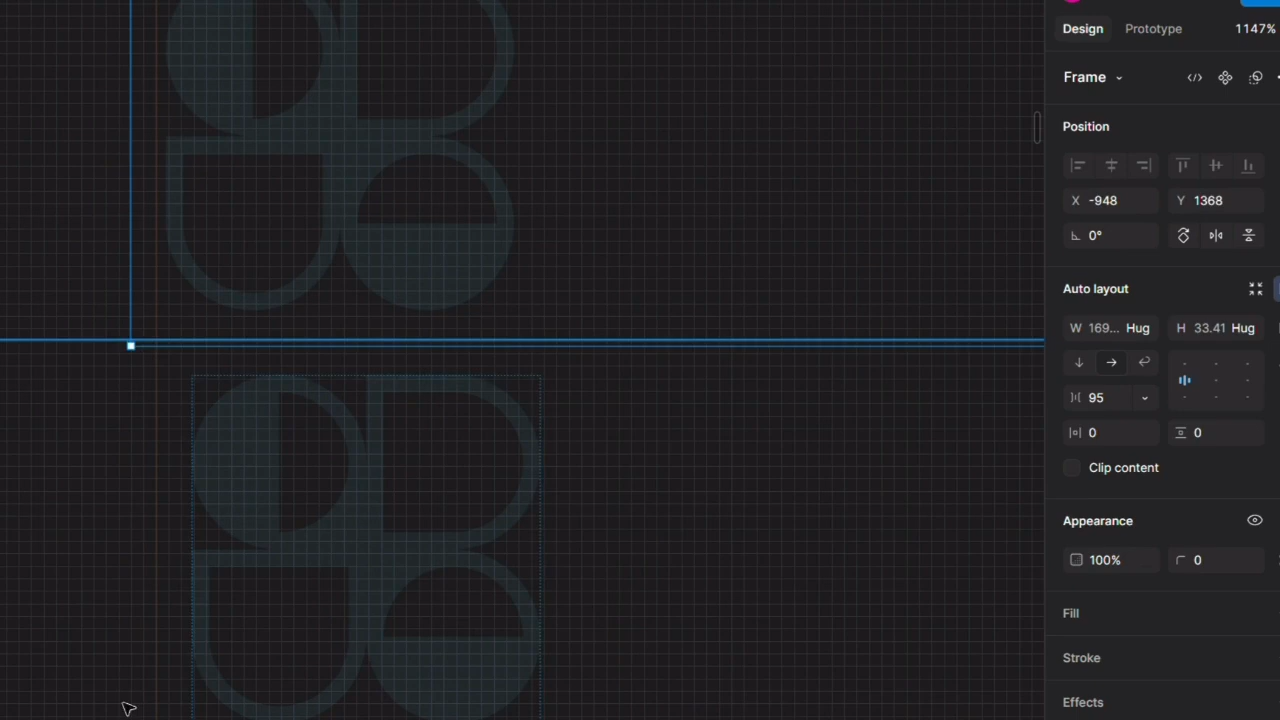 Design Prototype 1147%
Frame
Position
X -948 Y 1368
0°
Auto layout
W 169... Hug H 33.41 Hug
95
0 0
Clip content
Appearance
100% 0
Fill
Stroke
Effects